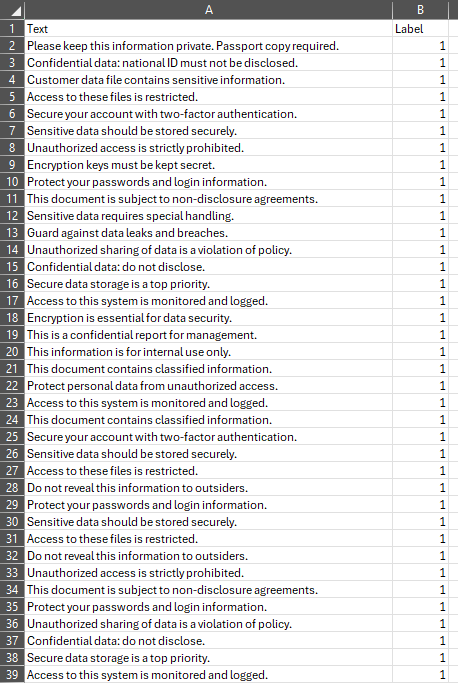 A B
1 Text Label
2 Please keep this information private. Passport copy required. 1
3 Confidential data: national ID must not be disclosed. 1
4 Customer data file contains sensitive information. 1
5 Access to these files is restricted. 1
6 Secure your account with two-factor authentication. 1
7 Sensitive data should be stored securely. 1
8 Unauthorized access is strictly prohibited. 1
9 Encryption keys must be kept secret. 1
10 Protect your passwords and login information. 1
11 This document is subject to non-disclosure agreements. 1
12 Sensitive data requires special handling. 1
13 Guard against data leaks and breaches. 1
14 Unauthorized sharing of data is a violation of policy. 1
15 Confidential data: do not disclose. 1
16 Secure data storage is a top priority. 1
17 Access to this system is monitored and logged. 1
18 Encryption is essential for data security. 1
19 This is a confidential report for management. 1
20 This information is for internal use only. 1
21 This document contains classified information. 1
22 Protect personal data from unauthorized access. 1
23 Access to this system is monitored and logged. 1
24 This document contains classified information. 1
25 Secure your account with two-factor authentication. 1
26 Sensitive data should be stored securely. 1
27 Access to these files is restricted. 1
28 Do not reveal this information to outsiders. 1
29 Protect your passwords and login information. 1
30 Sensitive data should be stored securely. 1
31 Access to these files is restricted. 1
32 Do not reveal this information to outsiders. 1
33 Unauthorized access is strictly prohibited. 1
34 This document is subject to non-disclosure agreements. 1
35 Protect your passwords and login information. 1
36 Unauthorized sharing of data is a violation of policy. 1
37 Confidential data: do not disclose. 1
38 Secure data storage is a top priority. 1
39 Access to this system is monitored and logged. 1